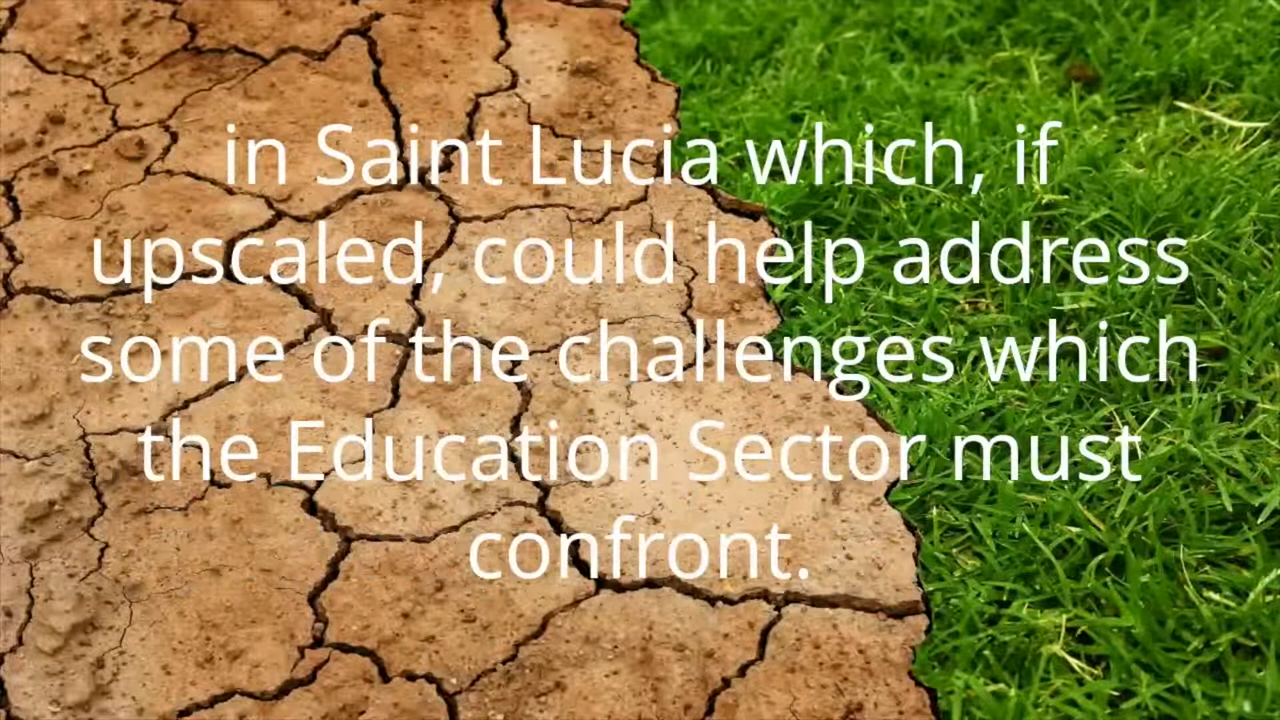 in Saint Lucia which, if
upscaled, could help address
some of the challenges which
the Education Sector must
confront.